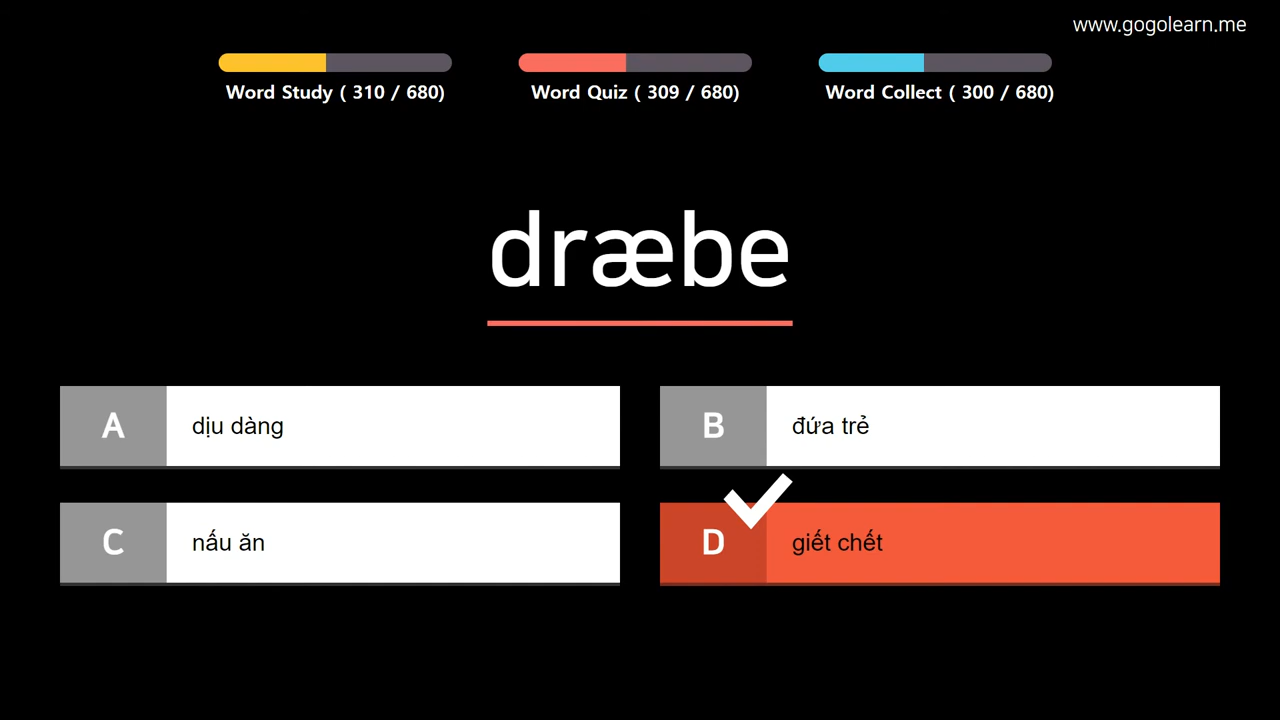 www.gogolearn.me
Word Study ( 310 / 680)
Word Quiz ( 309 / 680)
Word Collect ( 300 / 680)
dræbe
A dịu dàng
B đứa trẻ
C nấu ăn
D giết chết